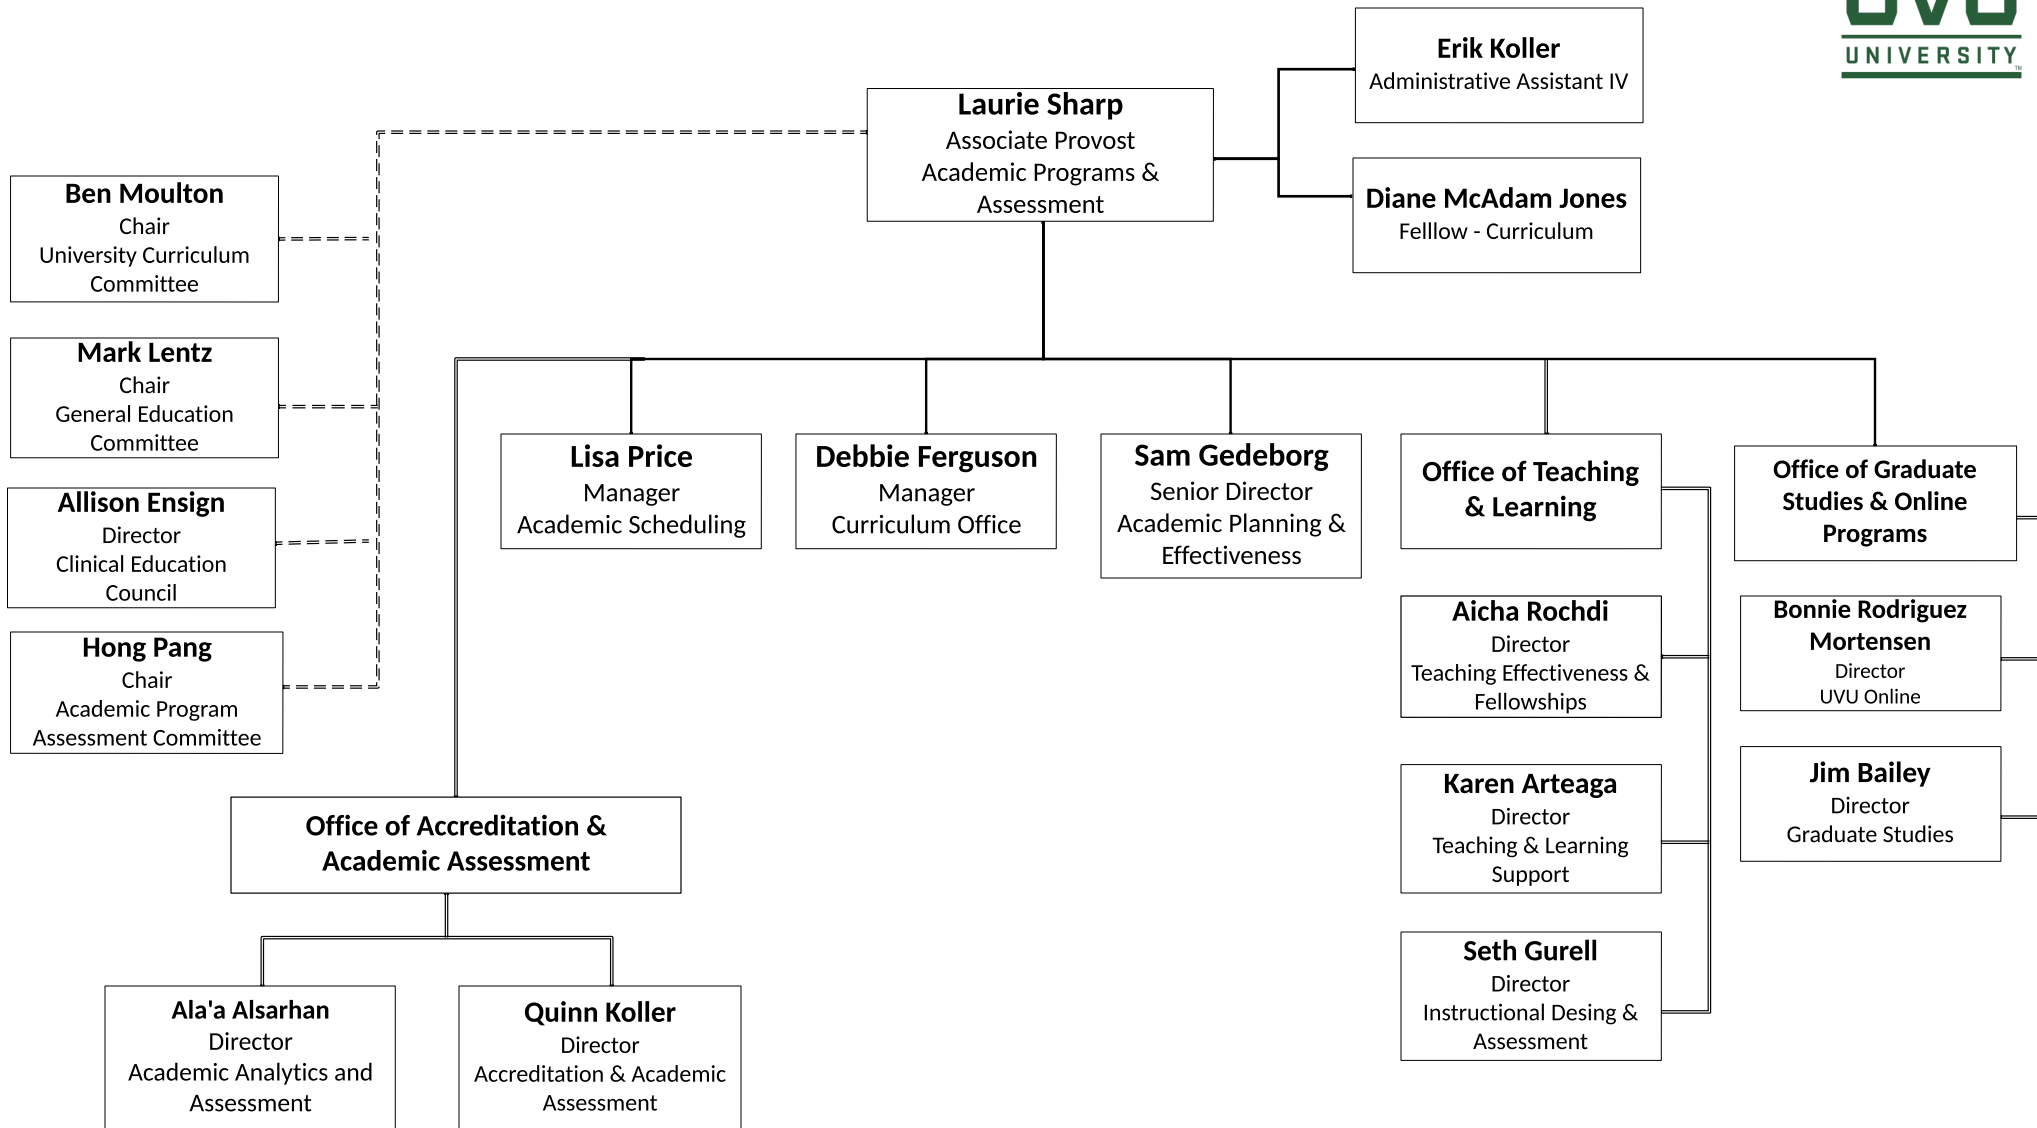 UVU
UNIVERSITY
TM
Erik Koller
Administrative Assistant IV
Laurie Sharp
Associate Provost
Academic Programs &
Assessment
Diane McAdam Jones
Felllow - Curriculum
Ben Moulton
Chair
University Curriculum
Committee
Mark Lentz
Chair
General Education
Committee
Allison Ensign
Director
Clinical Education
Council
Hong Pang
Chair
Academic Program
Assessment Committee
Lisa Price
Manager
Academic Scheduling
Debbie Ferguson
Manager
Curriculum Office
Sam Gedeborg
Senior Director
Academic Planning &
Effectiveness
Office of Teaching
& Learning
Office of Graduate
Studies & Online
Programs
Aicha Rochdi
Director
Teaching Effectiveness &
Fellowships
Bonnie Rodriguez
Mortensen
Director
UVU Online
Karen Arteaga
Director
Teaching & Learning
Support
Jim Bailey
Director
Graduate Studies
Seth Gurell
Director
Instructional Desing &
Assessment
Office of Accreditation &
Academic Assessment
Ala'a Alsarhan
Director
Academic Analytics and
Assessment
Quinn Koller
Director
Accreditation & Academic
Assessment